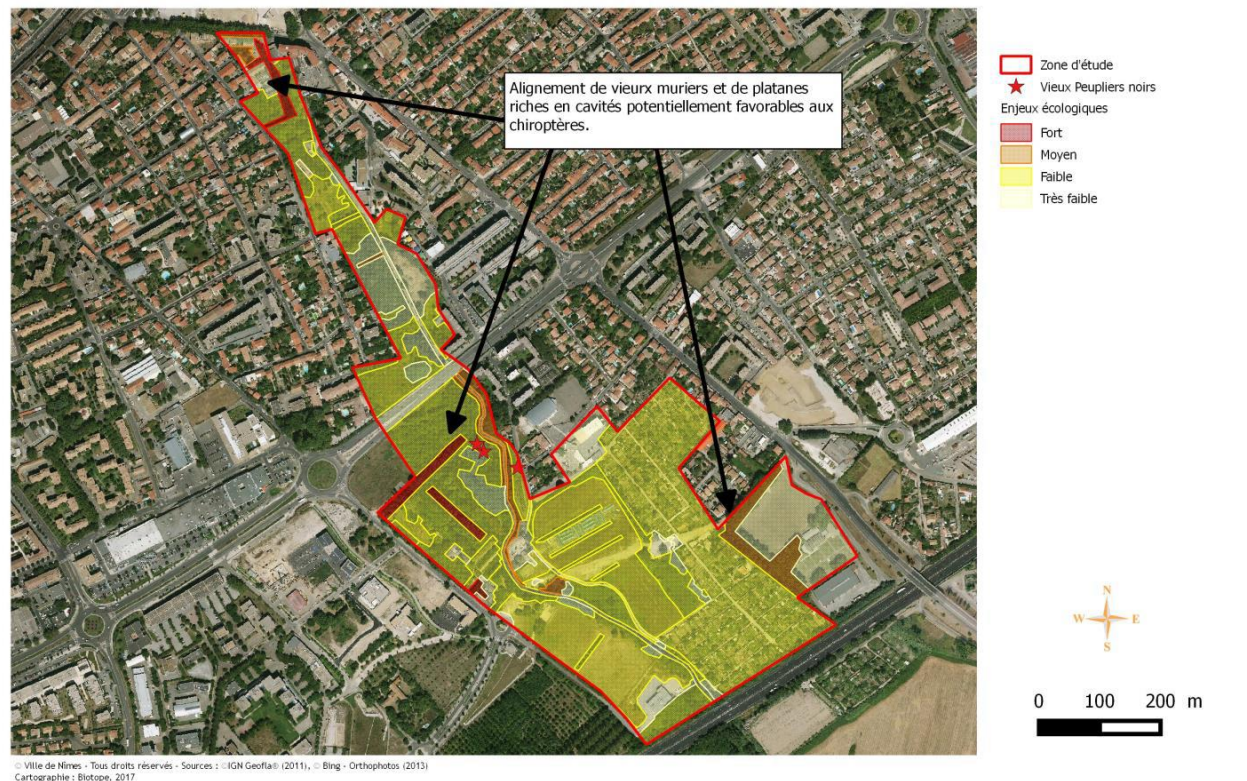 Alignement de vieurx muriers et de platanes
riches en cavités potentiellement favorables aux
chiroptères.
Zone d'étude
Vieux Peupliers noirs
Enjeux écologiques
Fort
Moyen
Faible
Très faible
N
W E
S
0 100 200 m
© Ville de Nîmes - Tous droits réservés - Sources : ©IGN Geofla® (2011), © Bing - Orthophotos (2013)
Cartographie : Biotope, 2017